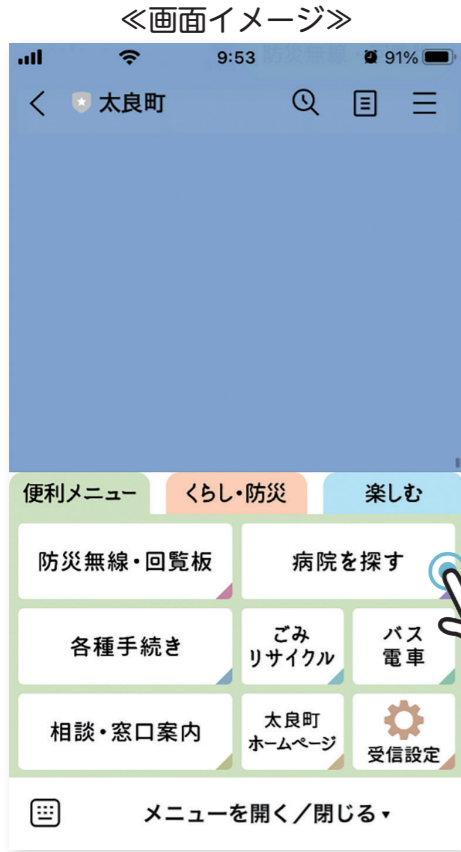 ≪画面イメージ≫
9:53
91%
太良町
便利メニュー
くらし・防災
楽しむ
防災無線・回覧板
病院を探す
各種手続き
ごみ
リサイクル
バス
電車
相談・窓口案内
太良町
ホームページ
受信設定
メニューを開く／閉じる▼